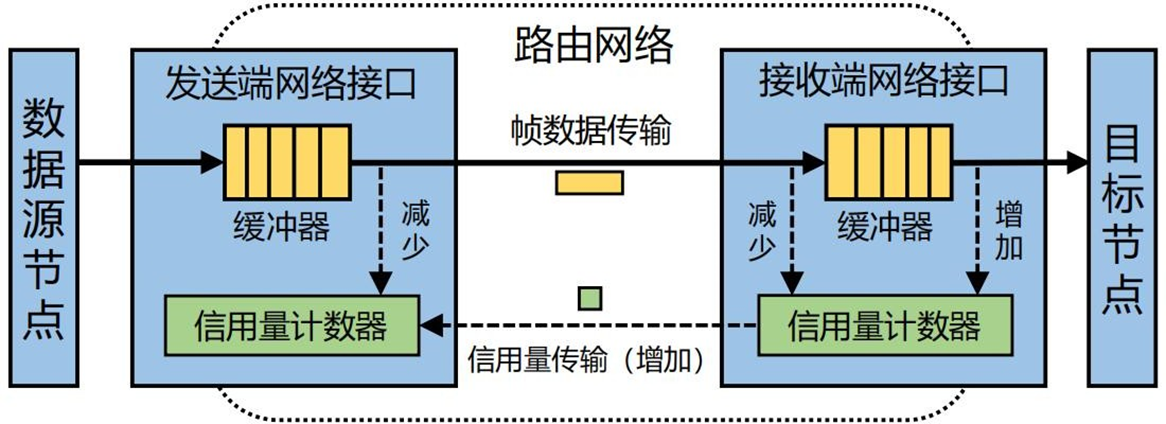 路由网络
数据源节点
发送端网络接口
缓冲器
减少
信用量计数器
帧数据传输
信用量传输（增加）
接收端网络接口
减少
缓冲器
增加
信用量计数器
目标节点